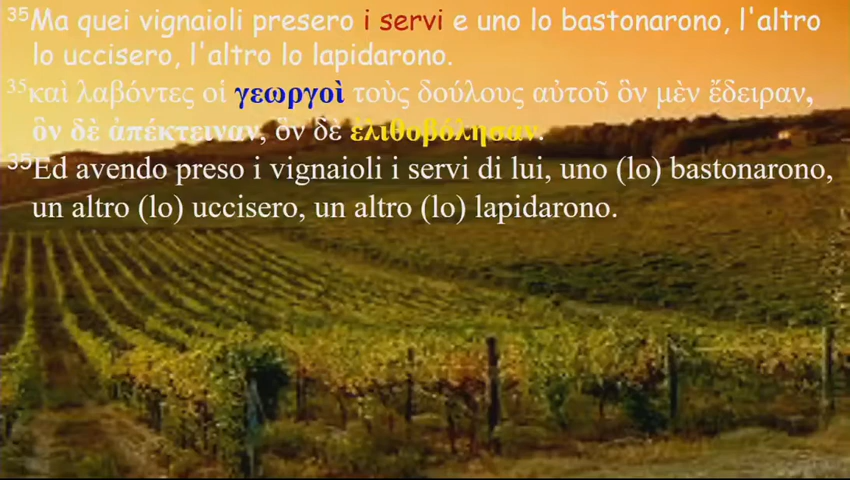 ³⁵Ma quei vignaioli presero i servi e uno lo bastonarono, l'altro
lo uccisero, l'altro lo lapidarono.
³⁵καὶ λαβόντες οἱ γεωργοὶ τοὺς δούλους αὐτοῦ ὃν μὲν ἔδειραν,
ὃν δὲ ἀπέκτειναν, ὃν δὲ ἐλιθοβόλησαν.
³⁵Ed avendo preso i vignaioli i servi di lui, uno (lo) bastonarono,
un altro (lo) uccisero, un altro (lo) lapidarono.